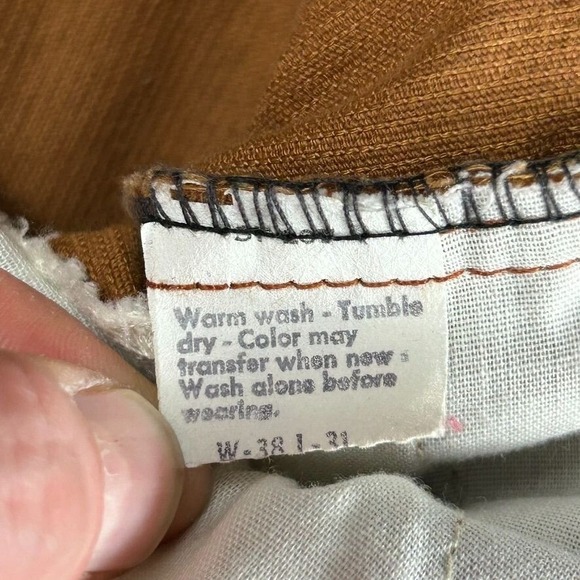 Warm wash - Tumble
dry - Color may
transfer when new -
Wash alone before
wearing.
W-38 L-31